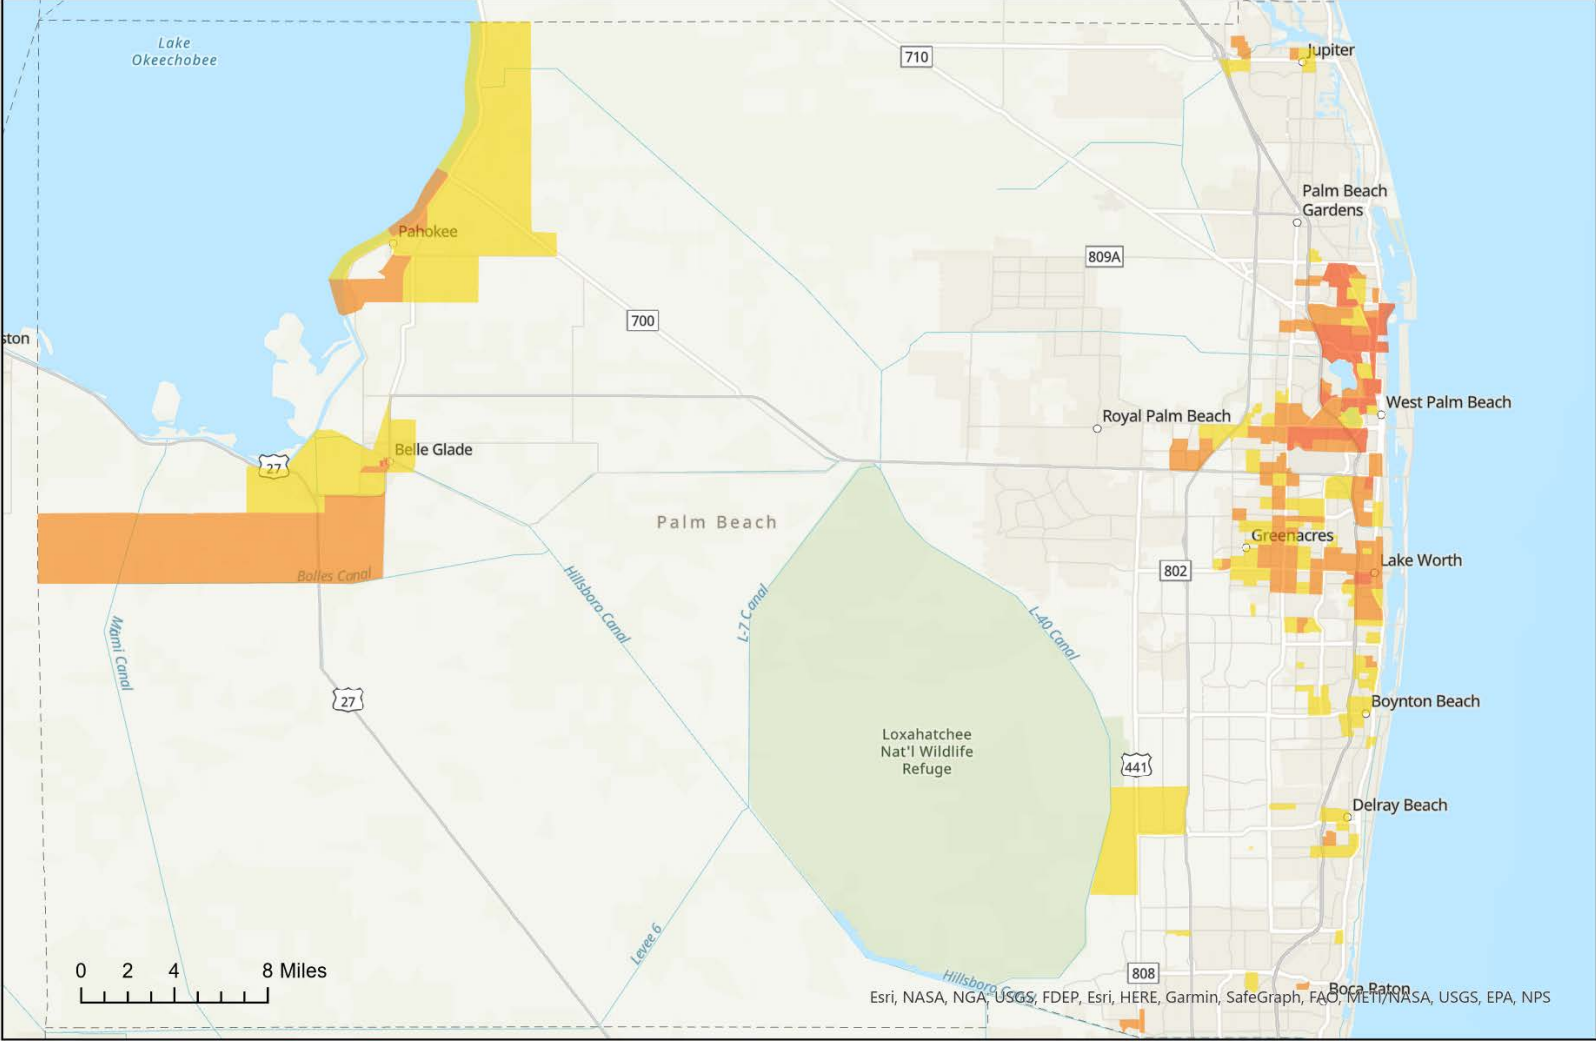 Lake
Okeechobee
710
Jupiter
Palm Beach
Gardens
Pahokee
809A
700
ston
West Palm Beach
Royal Palm Beach
Belle Glade
27
Palm Beach
Greenacres
Lake Worth
802
Bolles Canal
Hillsboro Canal
L-7 Canal
L-40 Canal
Miami Canal
27
Boynton Beach
Loxahatchee
Nat'l Wildlife
Refuge
441
Delray Beach
Levee 6
0 2 4 8 Miles
808
Hillsboro Canal
Boca Raton
Esri, NASA, NGA, USGS, FDEP, Esri, HERE, Garmin, SafeGraph, FAO, METI/NASA, USGS, EPA, NPS